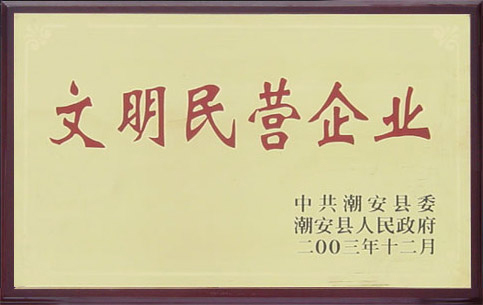 文明民营企业
中共潮安县委
潮安县人民政府
二00三年十二月